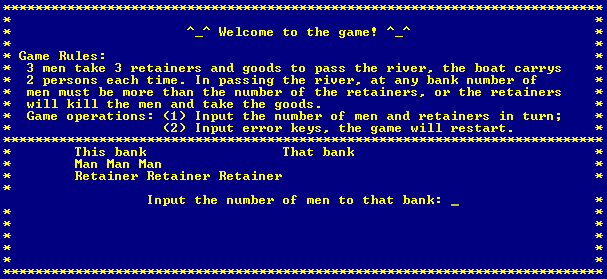 ^_^ Welcome to the game! ^_^
Game Rules:
3 men take 3 retainers and goods to pass the river, the boat carrys
2 persons each time. In passing the river, at any bank number of
men must be more than the number of the retainers, or the retainers
will kill the men and take the goods.
Game operations: (1) Input the number of men and retainers in turn;
(2) Input error keys, the game will restart.
This bank That bank
Man Man Man
Retainer Retainer Retainer
Input the number of men to that bank: _